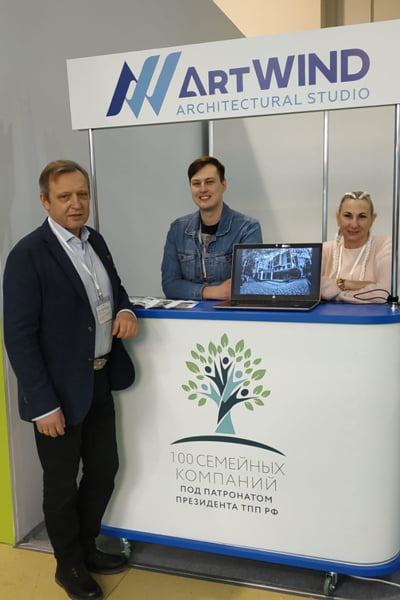 ARTWIND
ARCHITECTURAL STUDIO
100 СЕМЕЙНЫХ
КОМПАНИЙ
ПОД ПАТРОНАТОМ
ПРЕЗИДЕНТА ТПП РФ